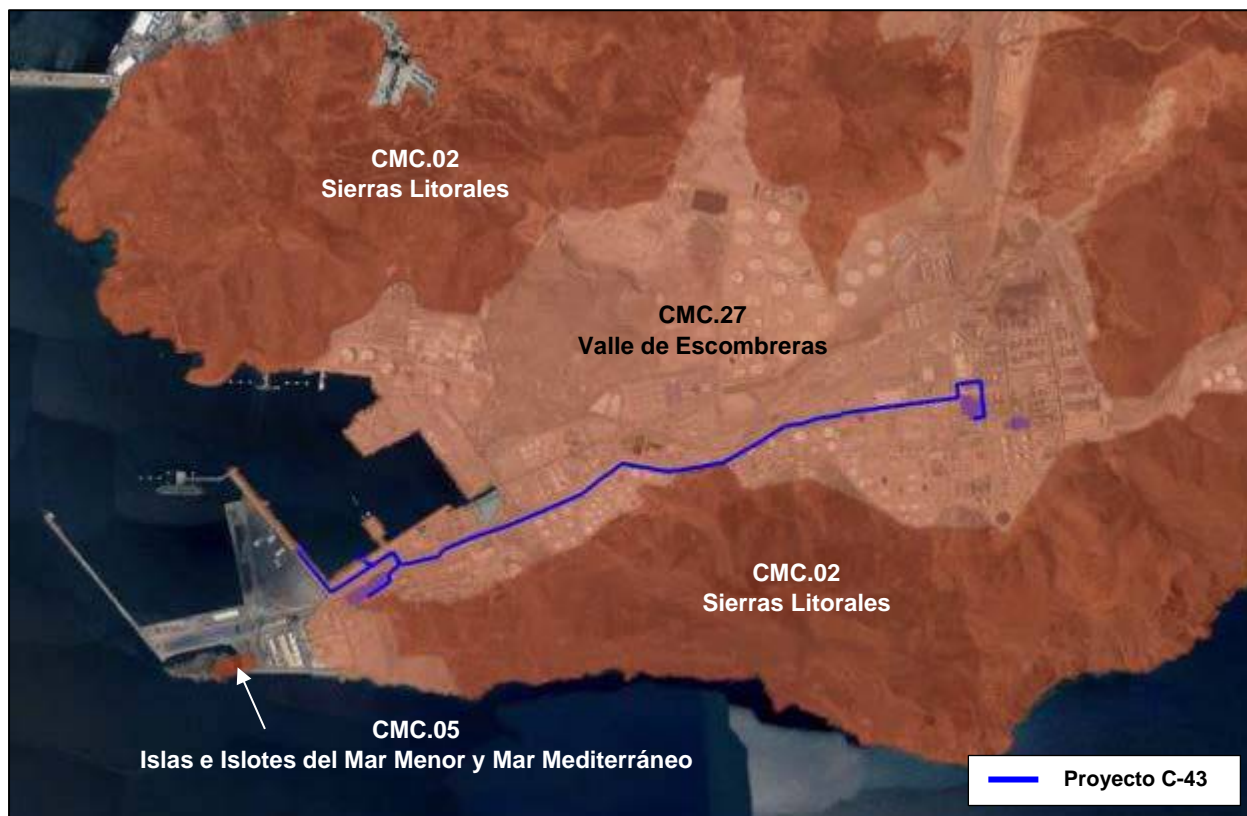 CMC.02
Sierras Litorales
CMC.27
Valle de Escombreras
CMC.02
Sierras Litorales
CMC.05
Islas e Islotes del Mar Menor y Mar Mediterráneo
Proyecto C-43